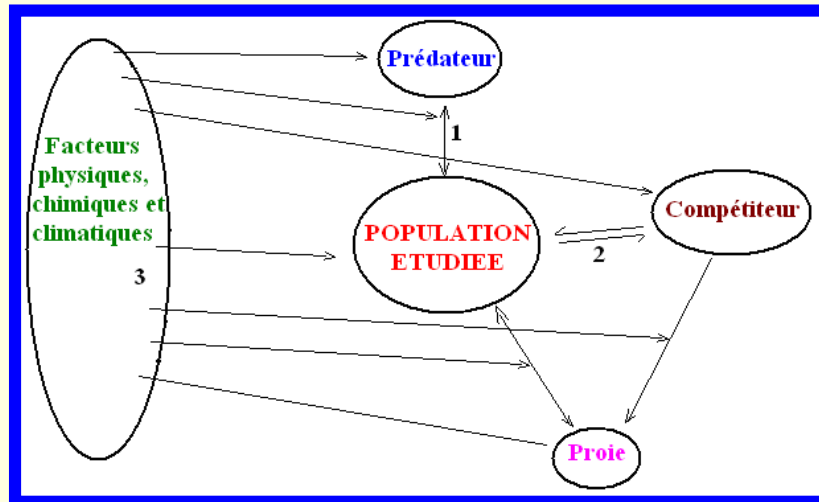 Prédateur
1
Facteurs
physiques,
chimiques et
climatiques
3
POPULATION
ETUDIEE
2
Compétiteur
Proie